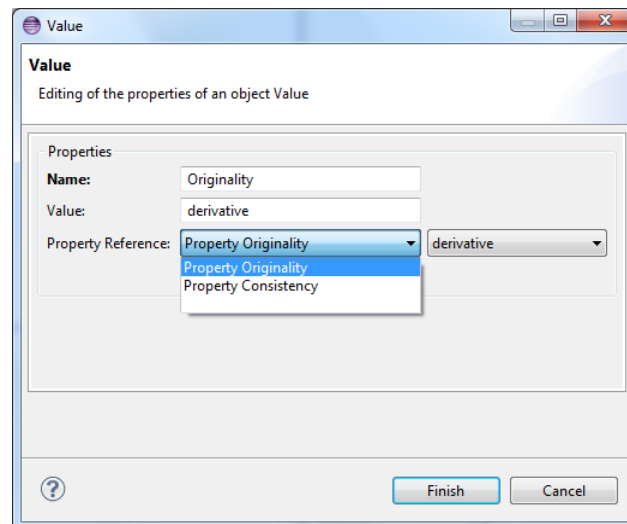 Value
Value
Editing of the properties of an object Value
Properties
Name: Originality
Value: derivative
Property Reference: Property Originality derivative
Property Originality
Property Consistency
? Finish Cancel